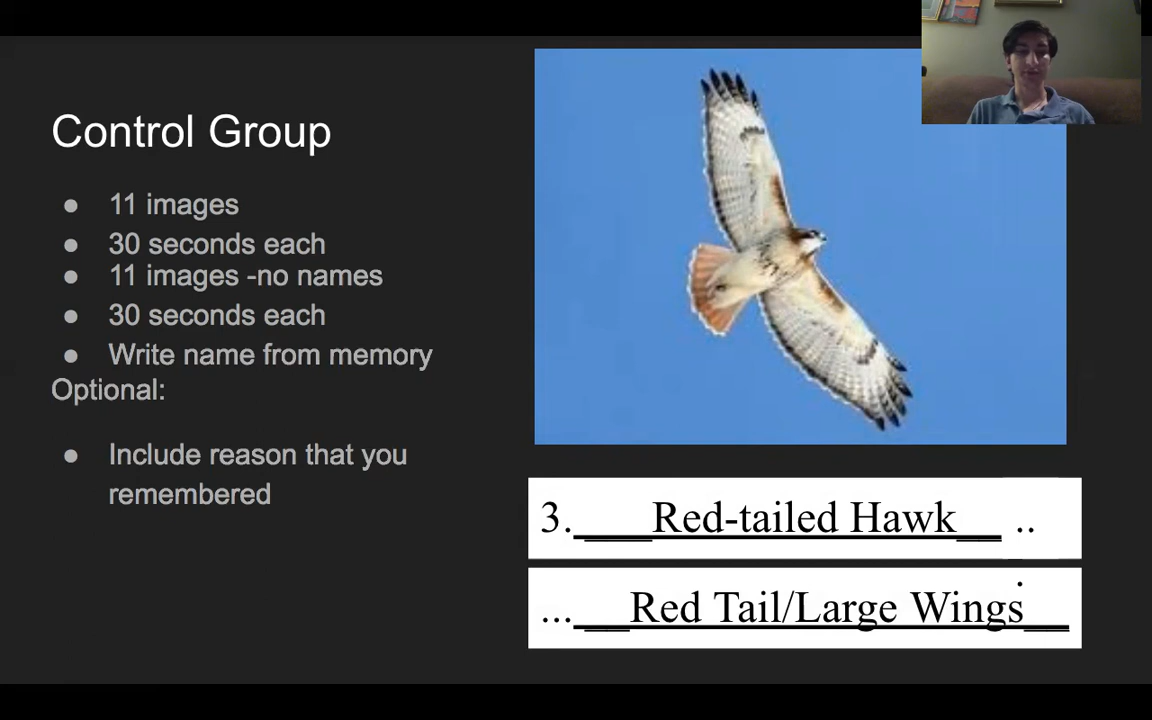 Control Group
● 11 images
● 30 seconds each
● 11 images -no names
● 30 seconds each
● Write name from memory
Optional:
● Include reason that you
remembered
3.___Red-tailed Hawk__ ..
.
...__Red Tail/Large Wings__